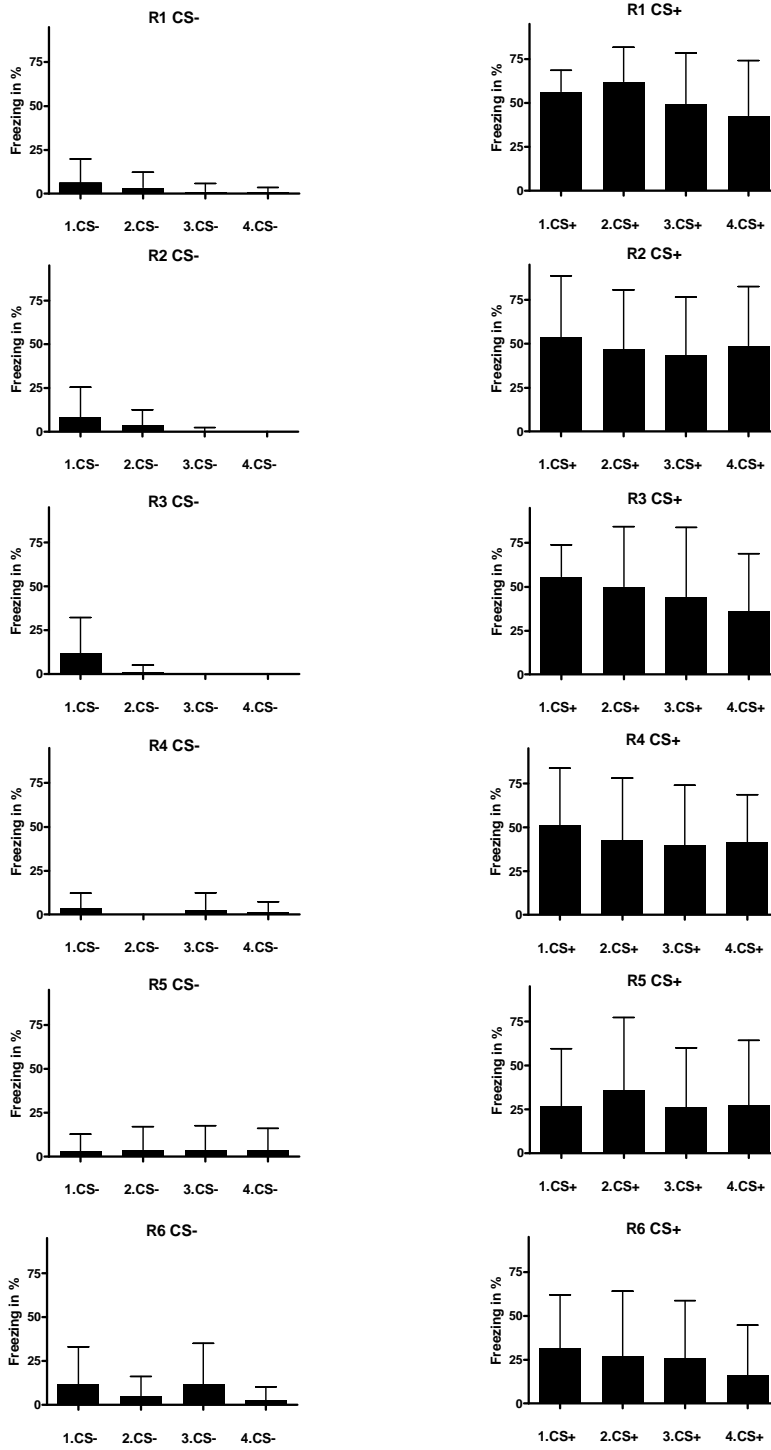 R1 CS-
Freezing in %
75
50
25
0
1.CS- 2.CS- 3.CS- 4.CS-
R1 CS+
Freezing in %
75
50
25
0
1.CS+ 2.CS+ 3.CS+ 4.CS+
R2 CS-
Freezing in %
75
50
25
0
1.CS- 2.CS- 3.CS- 4.CS-
R2 CS+
Freezing in %
75
50
25
0
1.CS+ 2.CS+ 3.CS+ 4.CS+
R3 CS-
Freezing in %
75
50
25
0
1.CS- 2.CS- 3.CS- 4.CS-
R3 CS+
Freezing in %
75
50
25
0
1.CS+ 2.CS+ 3.CS+ 4.CS+
R4 CS-
Freezing in %
75
50
25
0
1.CS- 2.CS- 3.CS- 4.CS-
R4 CS+
Freezing in %
75
50
25
0
1.CS+ 2.CS+ 3.CS+ 4.CS+
R5 CS-
Freezing in %
75
50
25
0
1.CS- 2.CS- 3.CS- 4.CS-
R5 CS+
Freezing in %
75
50
25
0
1.CS+ 2.CS+ 3.CS+ 4.CS+
R6 CS-
Freezing in %
75
50
25
0
1.CS- 2.CS- 3.CS- 4.CS-
R6 CS+
Freezing in %
75
50
25
0
1.CS+ 2.CS+ 3.CS+ 4.CS+